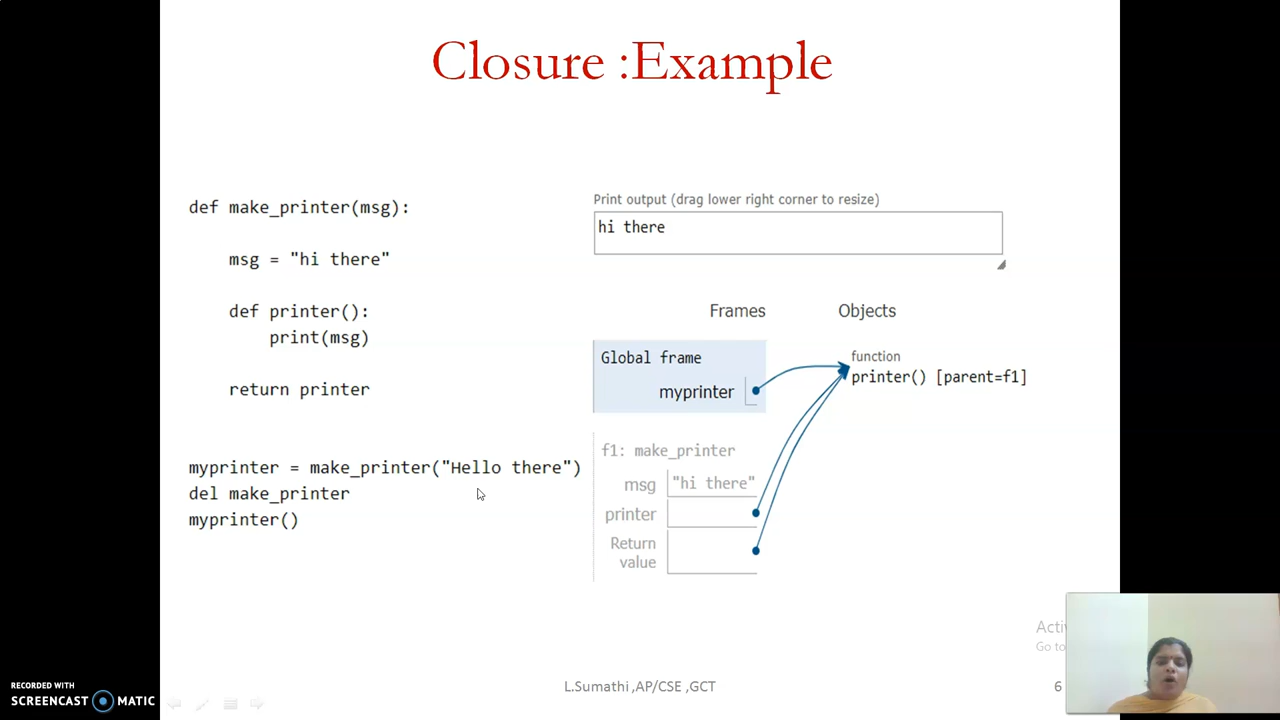 Closure :Example
def make_printer(msg):
msg = "hi there"
def printer():
print(msg)
return printer
myprinter = make_printer("Hello there")
del make_printer
myprinter()
Print output (drag lower right corner to resize)
hi there
Frames
Objects
Global frame
myprinter
function
printer() [parent=f1]
f1: make_printer
msg "hi there"
printer
Return
value
Go to
L.Sumathi ,AP/CSE ,GCT
6
RECORDED WITH
SCREENCAST MATIC